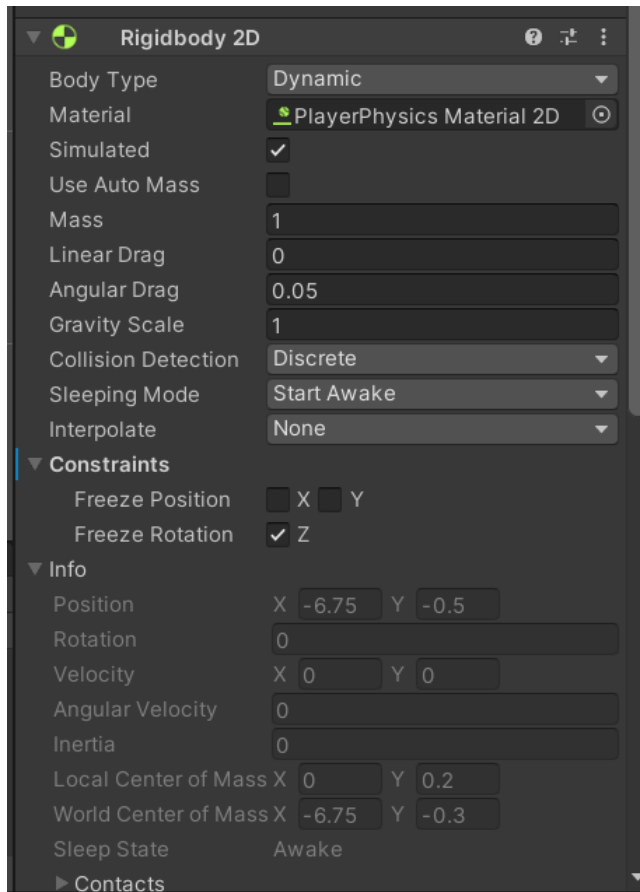 Rigidbody 2D
Body Type Dynamic
Material PlayerPhysics Material 2D
Simulated
Use Auto Mass
Mass 1
Linear Drag 0
Angular Drag 0.05
Gravity Scale 1
Collision Detection Discrete
Sleeping Mode Start Awake
Interpolate None
Constraints
Freeze Position X Y
Freeze Rotation Z
Info
Position X -6.75 Y -0.5
Rotation 0
Velocity X 0 Y 0
Angular Velocity 0
Inertia 0
Local Center of Mass X 0 Y 0.2
World Center of Mass X -6.75 Y -0.3
Sleep State Awake
Contacts